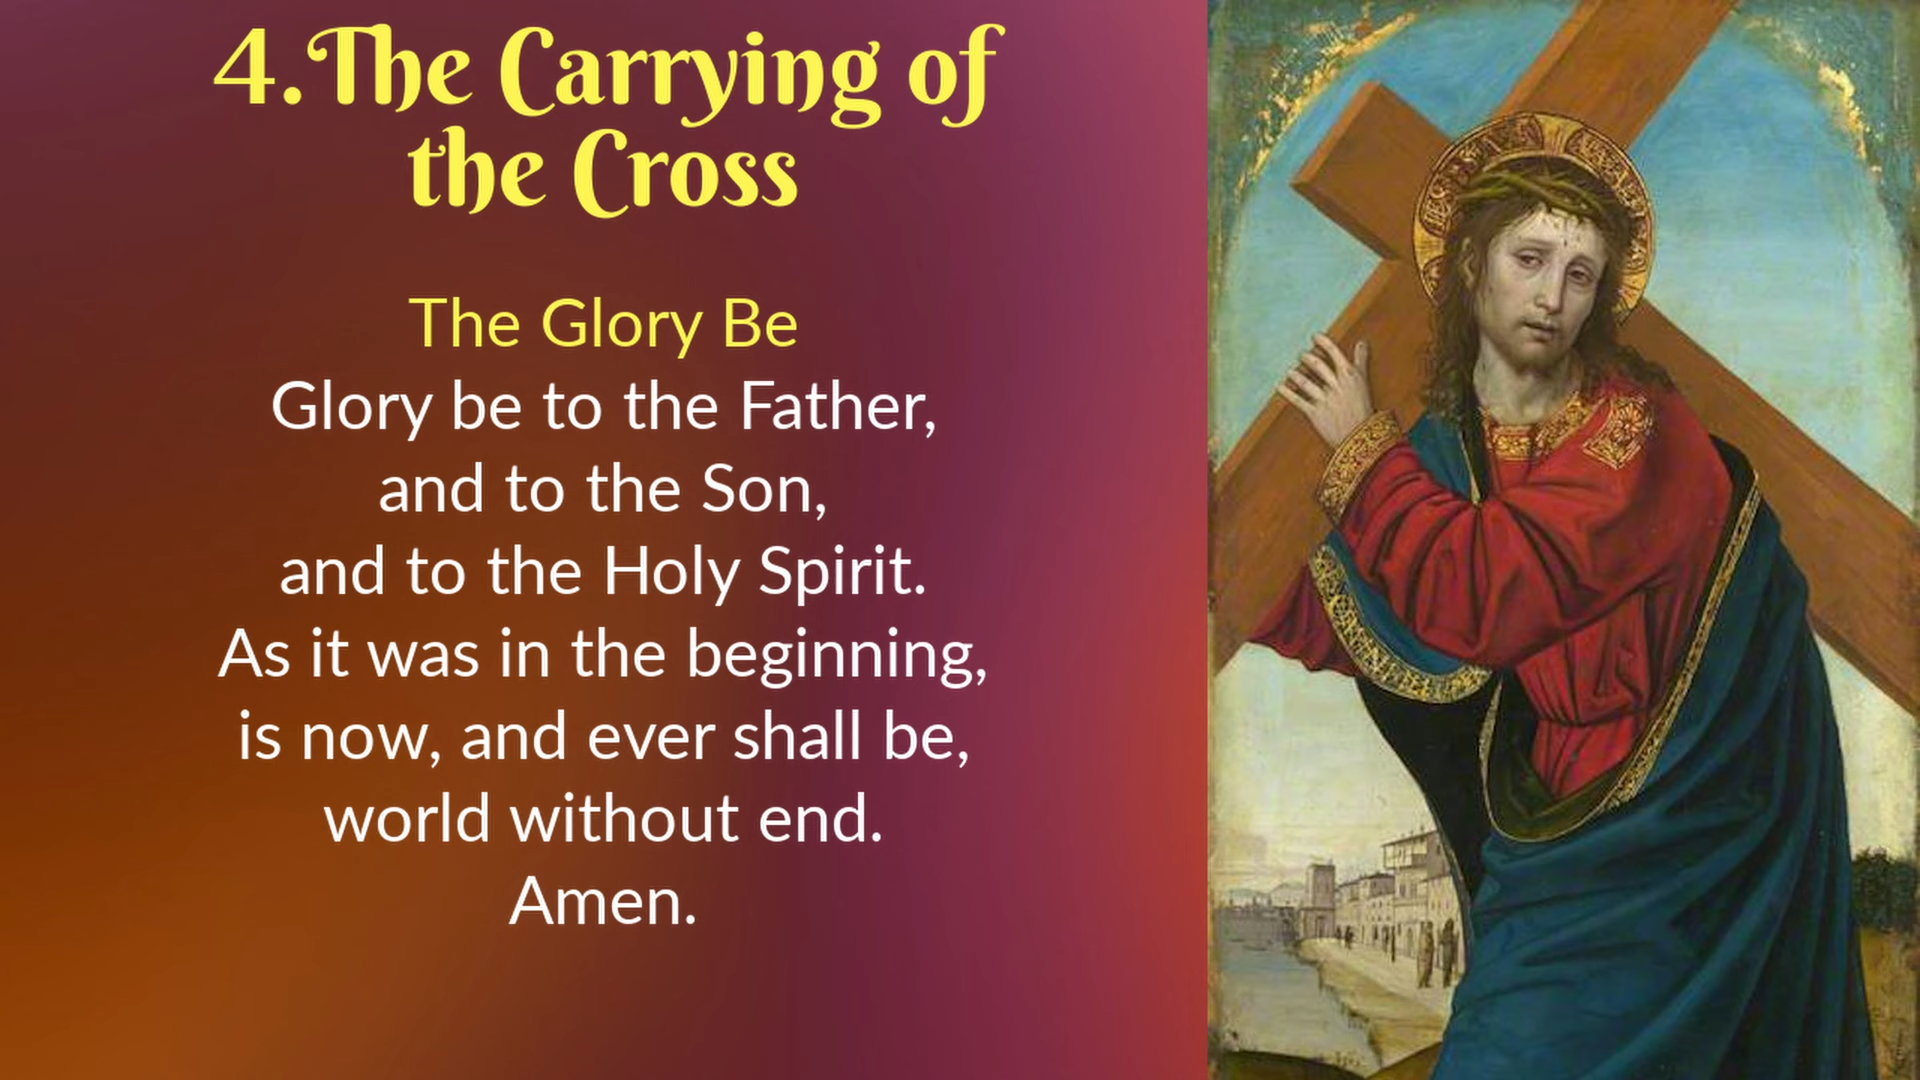 4.The Carrying of
the Cross
The Glory Be
Glory be to the Father,
and to the Son,
and to the Holy Spirit.
As it was in the beginning,
is now, and ever shall be,
world without end.
Amen.